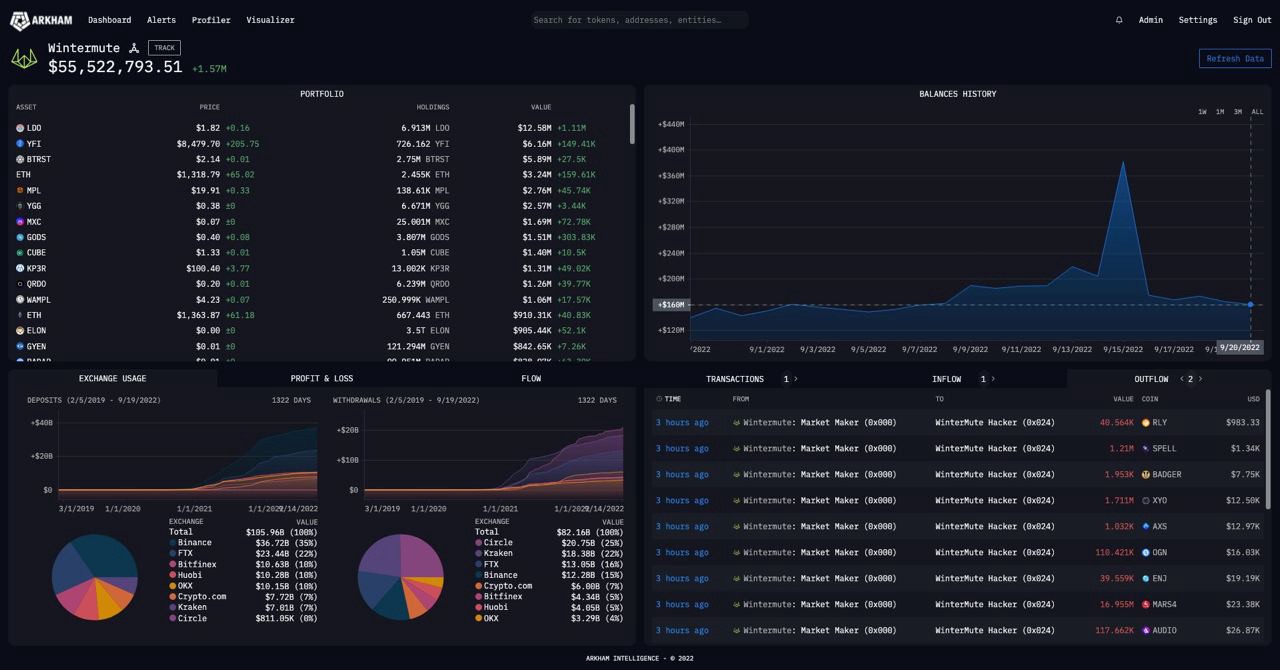 ARKHAM Dashboard Alerts Profiler Visualizer Search for tokens, addresses, entities… Admin Settings Sign Out
Wintermute TRACK
$55,522,793.51 +1.57M
Refresh Data
PORTFOLIO
ASSET PRICE HOLDINGS VALUE
LDO $1.82 +0.16 6.913M LDO $12.58M +1.11M
YFI $8,479.70 +205.75 726.162 YFI $6.16M +149.41K
BTRST $2.14 +0.01 2.75M BTRST $5.89M +27.5K
ETH $1,318.79 +65.02 2.455K ETH $3.24M +159.61K
MPL $19.91 +0.33 138.61K MPL $2.76M +45.74K
YGG $0.38 ±0 6.671M YGG $2.57M +3.44K
MXC $0.07 ±0 25.001M MXC $1.69M +72.78K
GODS $0.40 +0.08 3.807M GODS $1.51M +303.83K
CUBE $1.33 +0.01 1.05M CUBE $1.40M +10.5K
KP3R $100.40 +3.77 13.002K KP3R $1.31M +49.02K
QRDO $0.20 +0.01 6.239M QRDO $1.26M +39.77K
WAMPL $4.23 +0.07 250.999K WAMPL $1.06M +17.57K
ETH $1,363.87 +61.18 667.443 ETH $910.31K +40.83K
ELON $0.00 ±0 3.5T ELON $905.44K +52.1K
GYEN $0.01 ±0 121.294M GYEN $842.65K +7.26K
BALANCES HISTORY
1W 1M 3M ALL
+$440M
+$400M
+$360M
+$320M
+$280M
+$240M
+$200M
+$160M
+$120M
/2022 9/1/2022 9/3/2022 9/5/2022 9/7/2022 9/9/2022 9/11/2022 9/13/2022 9/15/2022 9/17/2022 9/1 9/20/2022
EXCHANGE USAGE PROFIT & LOSS FLOW
DEPOSITS (2/5/2019 - 9/19/2022) 1322 DAYS
+$40B
+$20B
$0
3/1/2019 1/1/2020 1/1/2021 1/1/2022 9/14/2022
EXCHANGE VALUE
Total $105.96B (100%)
Binance $36.72B (35%)
FTX $23.44B (22%)
Bitfinex $10.63B (10%)
Huobi $10.28B (10%)
OKX $10.15B (10%)
Crypto.com $7.72B (7%)
Kraken $7.01B (7%)
Circle $811.05K (0%)
WITHDRAWALS (2/5/2019 - 9/19/2022) 1322 DAYS
+$20B
+$10B
$0
3/1/2019 1/1/2020 1/1/2021 1/1/2022 9/14/2022
EXCHANGE VALUE
Total $82.16B (100%)
Circle $20.75B (25%)
Kraken $18.38B (22%)
FTX $13.05B (16%)
Binance $12.28B (15%)
Crypto.com $6.00B (7%)
Bitfinex $4.34B (5%)
Huobi $4.05B (5%)
OKX $3.29B (4%)
TRANSACTIONS 1 > INFLOW 1 > OUTFLOW < 2 >
TIME FROM TO VALUE COIN USD
3 hours ago Wintermute: Market Maker (0x000) WinterMute Hacker (0x024) 40.564K RLY $983.33
3 hours ago Wintermute: Market Maker (0x000) WinterMute Hacker (0x024) 1.21M SPELL $1.34K
3 hours ago Wintermute: Market Maker (0x000) WinterMute Hacker (0x024) 1.953K BADGER $7.75K
3 hours ago Wintermute: Market Maker (0x000) WinterMute Hacker (0x024) 1.711M XYO $12.50K
3 hours ago Wintermute: Market Maker (0x000) WinterMute Hacker (0x024) 1.032K AXS $12.97K
3 hours ago Wintermute: Market Maker (0x000) WinterMute Hacker (0x024) 110.421K OGN $16.03K
3 hours ago Wintermute: Market Maker (0x000) WinterMute Hacker (0x024) 39.559K ENJ $19.19K
3 hours ago Wintermute: Market Maker (0x000) WinterMute Hacker (0x024) 16.955M MARS4 $23.38K
3 hours ago Wintermute: Market Maker (0x000) WinterMute Hacker (0x024) 117.662K AUDIO $26.87K
ARKHAM INTELLIGENCE - © 2022